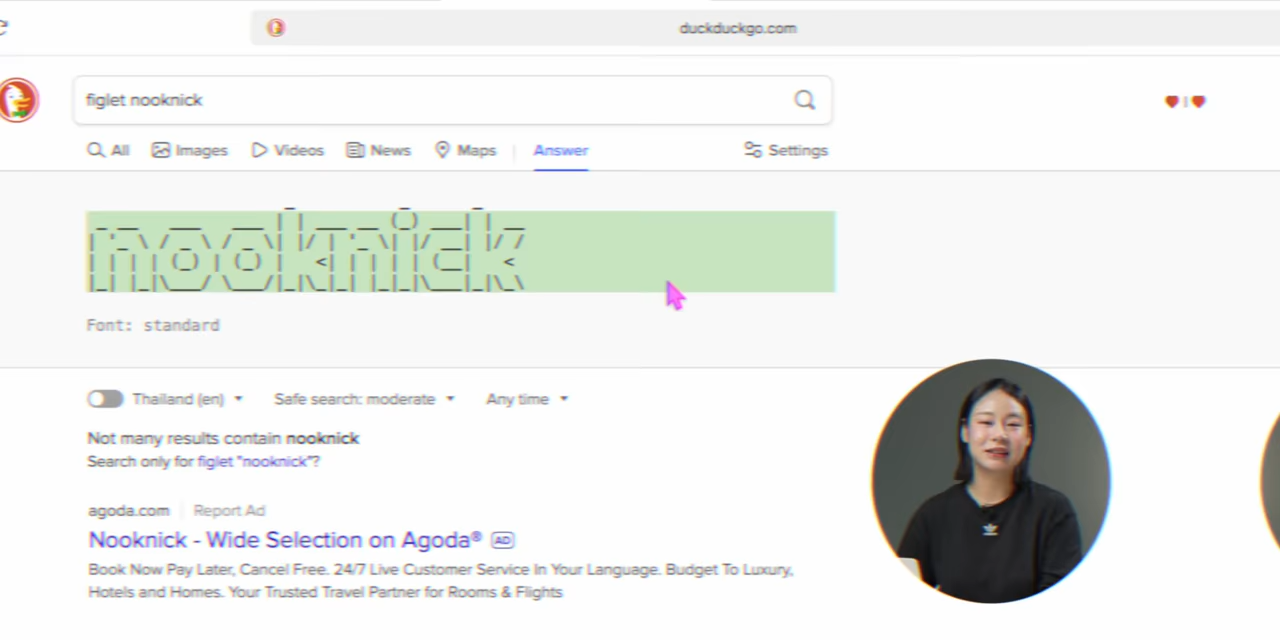 duckduckgo.com
figlet nooknick
All Images Videos News Maps Answer Settings
nooknick
Font: standard
Thailand (en) Safe search: moderate Any time
Not many results contain nooknick
Search only for figlet "nooknick"?
agoda.com Report Ad
Nooknick - Wide Selection on Agoda® AD
Book Now Pay Later, Cancel Free. 24/7 Live Customer Service In Your Language. Budget To Luxury,
Hotels and Homes. Your Trusted Travel Partner for Rooms & Flights